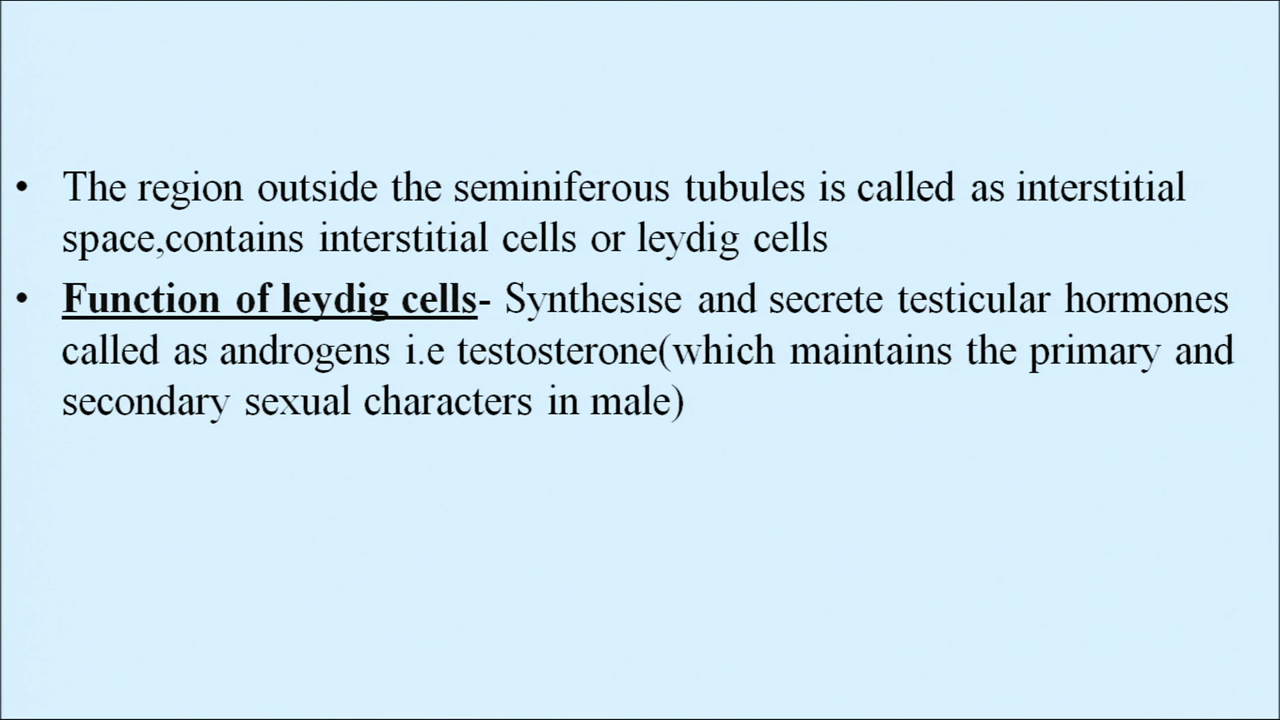 • The region outside the seminiferous tubules is called as interstitial
space,contains interstitial cells or leydig cells
• Function of leydig cells- Synthesise and secrete testicular hormones
called as androgens i.e testosterone(which maintains the primary and
secondary sexual characters in male)